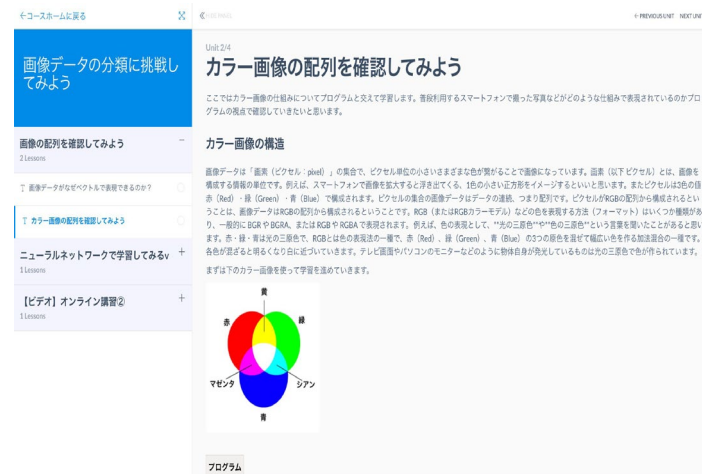 ←コースホームに戻る
画像データの分類に挑戦し
てみよう
画像の配列を確認してみよう
2 Lessons
T 画像データがなぜベクトルで表現できるのか?
T カラー画像の配列を確認してみよう
ニューラルネットワークで学習してみるv
1 Lessons
【ビデオ】オンライン講習②
1 Lessons
← PREVIOUS UNIT NEXT UNIT
Unit 2/4
カラー画像の配列を確認してみよう
ここではカラー画像の仕組みについてプログラムと交えて学習します。普段利用するスマートフォンで撮った写真などがどのような仕組みで表現されているのかプロ
グラムの視点で確認していきたいと思います。
カラー画像の構造
画像データは「画素(ピクセル:pixel)」の集合で、ピクセル単位の小さいさまざまな色が繋がることで画像になっています。画素(以下ピクセル)とは、画像を
構成する情報の単位です。例えば、スマートフォンで画像を拡大すると浮き出てくる、1色の小さい正方形をイメージするといいと思います。またピクセルは3色の値
赤(Red)・緑(Green)・青(Blue)で構成されます。ピクセルの集合の画像データはデータの連続、つまり配列です。ピクセルがRGBの配列から構成されるとい
うことは、画像データはRGBの配列から構成されるということです。RGB(またはRGBカラーモデル)などの色を表現する方法(フォーマット)はいくつか種類があ
り、一般的に BGR や BGRA、または RGB や RGBA で表現されます。例えば、色の表現として、**光の三原色**や**色の三原色**という言葉を聞いたことがあると思い
ます。赤・緑・青は光の三原色で、RGBとは色の表現法の一種で、赤(Red)、緑(Green)、青(Blue)の3つの原色を混ぜて幅広い色を作る加法混合の一種です。
各色が混ざると明るくなり白に近づいていきます。テレビ画面やパソコンのモニターなどのように物体自身が発光しているものは光の三原色で色が作られています。
まずは下のカラー画像を使って学習を進めていきます。
黄
赤
緑
マゼンタ
シアン
青
プログラム